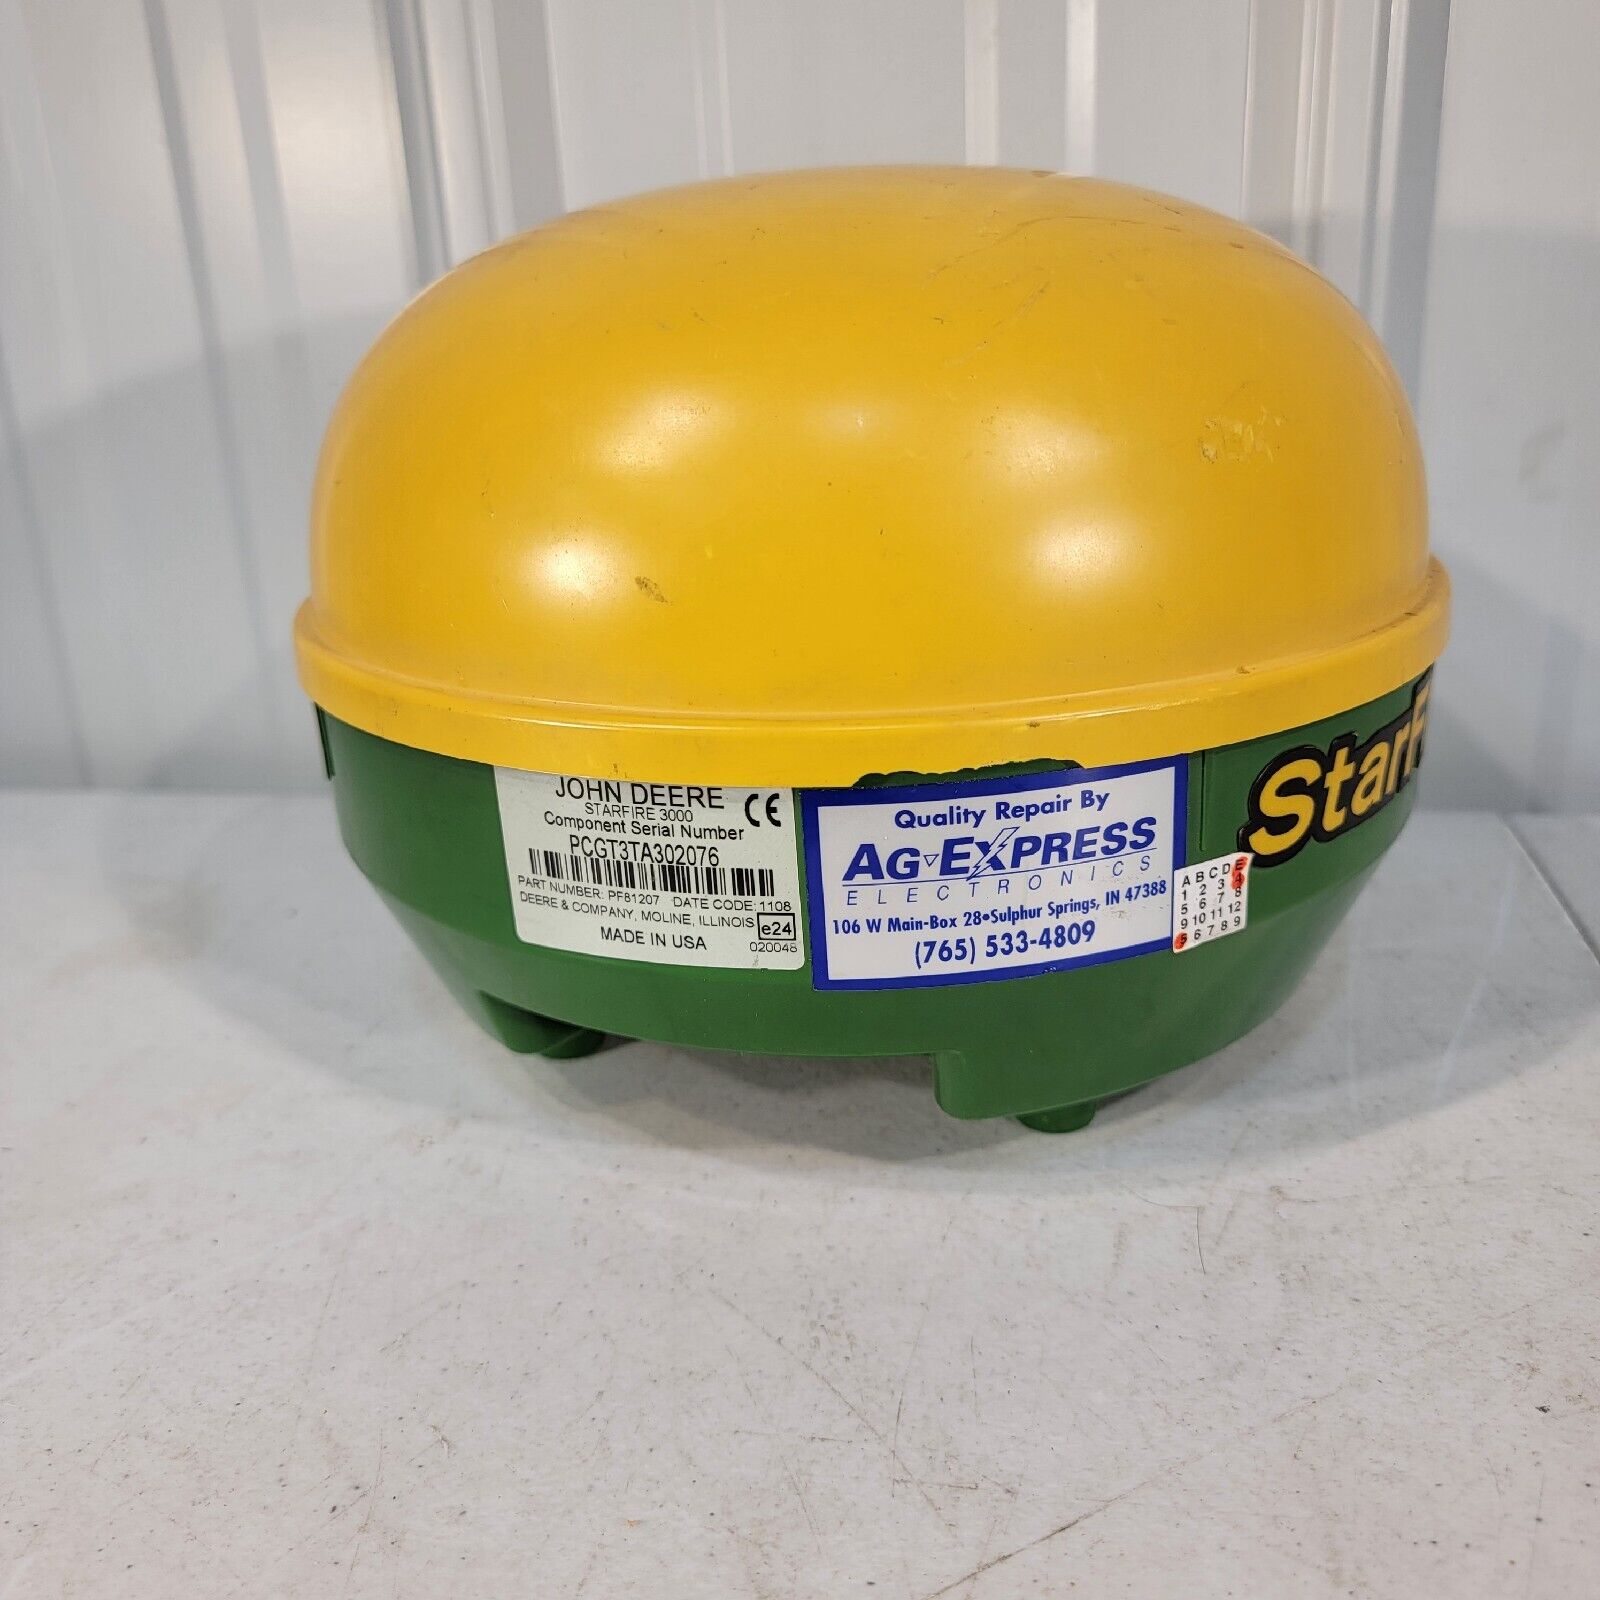 JOHN DEERE
STARFIRE 3000
Component Serial Number
CE
PCGT3TA302076
PART NUMBER: PF81207 DATE CODE: 1108
DEERE & COMPANY, MOLINE, ILLINOIS
e24
MADE IN USA
020048
Quality Repair By
AG-EXPRESS
ELECTRONICS
106 W Main-Box 28•Sulphur Springs, IN 47388
(765) 533-4809
A B C D E
1 2 3 4
5 6 7 8
9 10 11 12
5 6 7 8 9
StarF